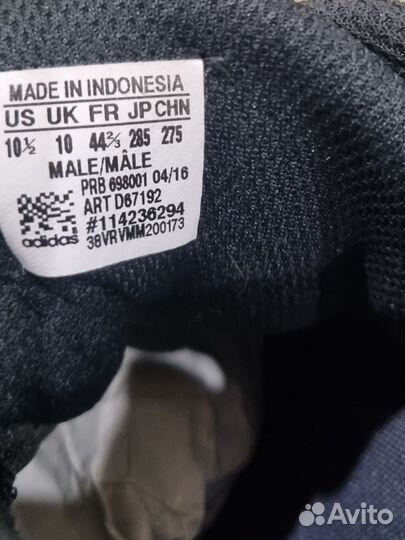 MADE IN INDONESIA
US UK FR JP CHN
10½ 10 44⅔ 285 275
MALE/MÂLE
PRB 698001 04/16
ART D67192
#114236294
38VRVMM200173
adidas
Avito